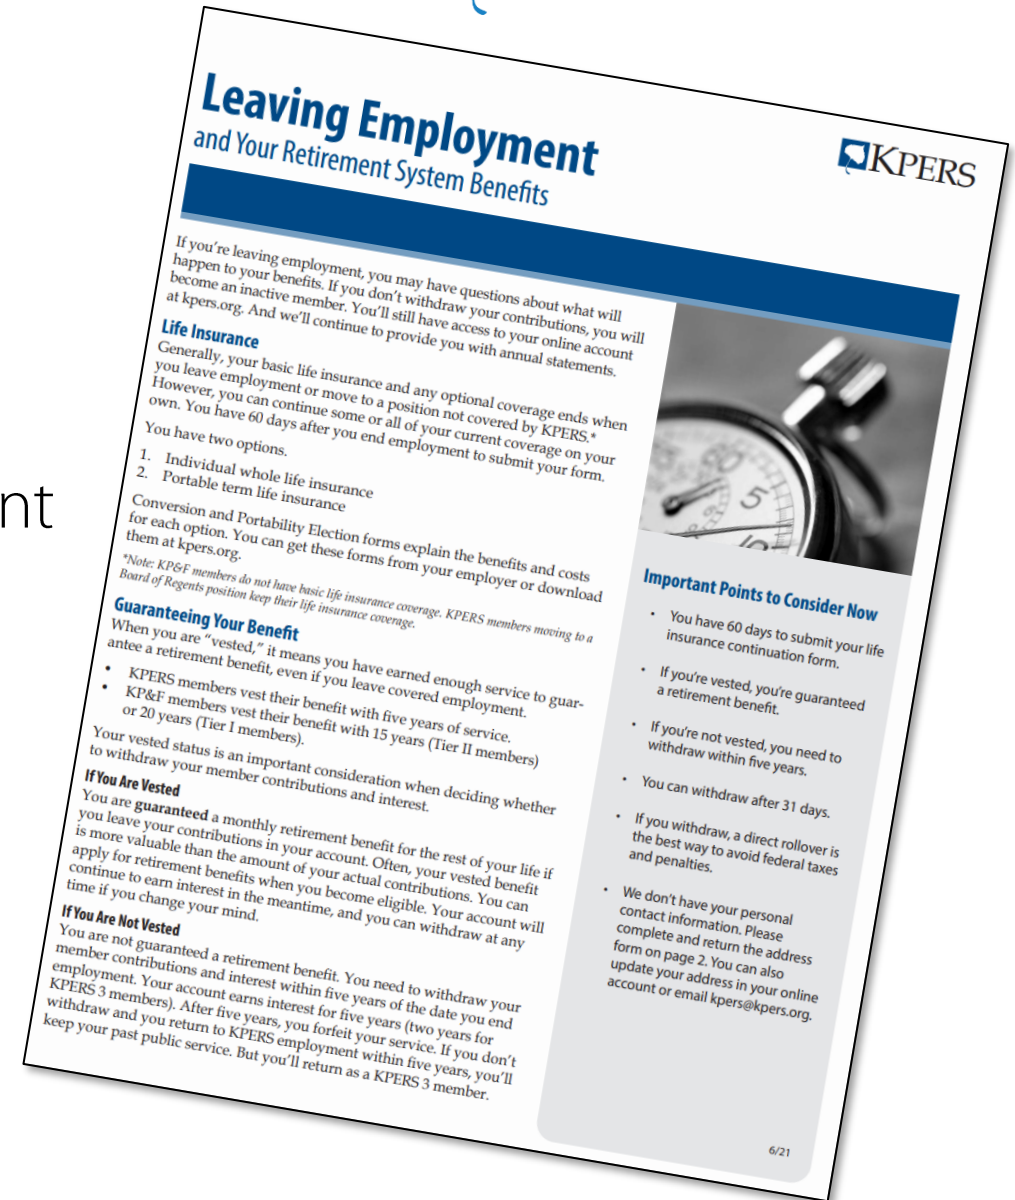 Leaving Employment
and Your Retirement System Benefits
KPERS
If you're leaving employment, you may have questions about what will
happen to your benefits. If you don't withdraw your contributions, you will
become an inactive member. You'll still have access to your online account
at kpers.org. And we'll continue to provide you with annual statements.
Life Insurance
Generally, your basic life insurance and any optional coverage ends when
you leave employment or move to a position not covered by KPERS.*
However, you can continue some or all of your current coverage on your
own. You have 60 days after you end employment to submit your form.
You have two options.
1. Individual whole life insurance
2. Portable term life insurance
Conversion and Portability Election forms explain the benefits and costs
for each option. You can get these forms from your employer or download
them at kpers.org.
*Note: KP&F members do not have basic life insurance coverage. KPERS members moving to a
Board of Regents position keep their life insurance coverage.
Guaranteeing Your Benefit
When you are "vested," it means you have earned enough service to guar-
antee a retirement benefit, even if you leave covered employment.
• KPERS members vest their benefit with five years of service.
• KP&F members vest their benefit with 15 years (Tier II members)
or 20 years (Tier I members).
Your vested status is an important consideration when deciding whether
to withdraw your member contributions and interest.
If You Are Vested
You are guaranteed a monthly retirement benefit for the rest of your life if
you leave your contributions in your account. Often, your vested benefit
is more valuable than the amount of your actual contributions. You can
apply for retirement benefits when you become eligible. Your account will
continue to earn interest in the meantime, and you can withdraw at any
time if you change your mind.
If You Are Not Vested
You are not guaranteed a retirement benefit. You need to withdraw your
member contributions and interest within five years of the date you end
employment. Your account earns interest for five years (two years for
KPERS 3 members). After five years, you forfeit your service. If you don't
withdraw and you return to KPERS employment within five years, you'll
keep your past public service. But you'll return as a KPERS 3 member.
5
10
Important Points to Consider Now
• You have 60 days to submit your life
insurance continuation form.
• If you're vested, you're guaranteed
a retirement benefit.
• If you're not vested, you need to
withdraw within five years.
• You can withdraw after 31 days.
• If you withdraw, a direct rollover is
the best way to avoid federal taxes
and penalties.
• We don't have your personal
contact information. Please
complete and return the address
form on page 2. You can also
update your address in your online
account or email kpers@kpers.org.
6/21
nt